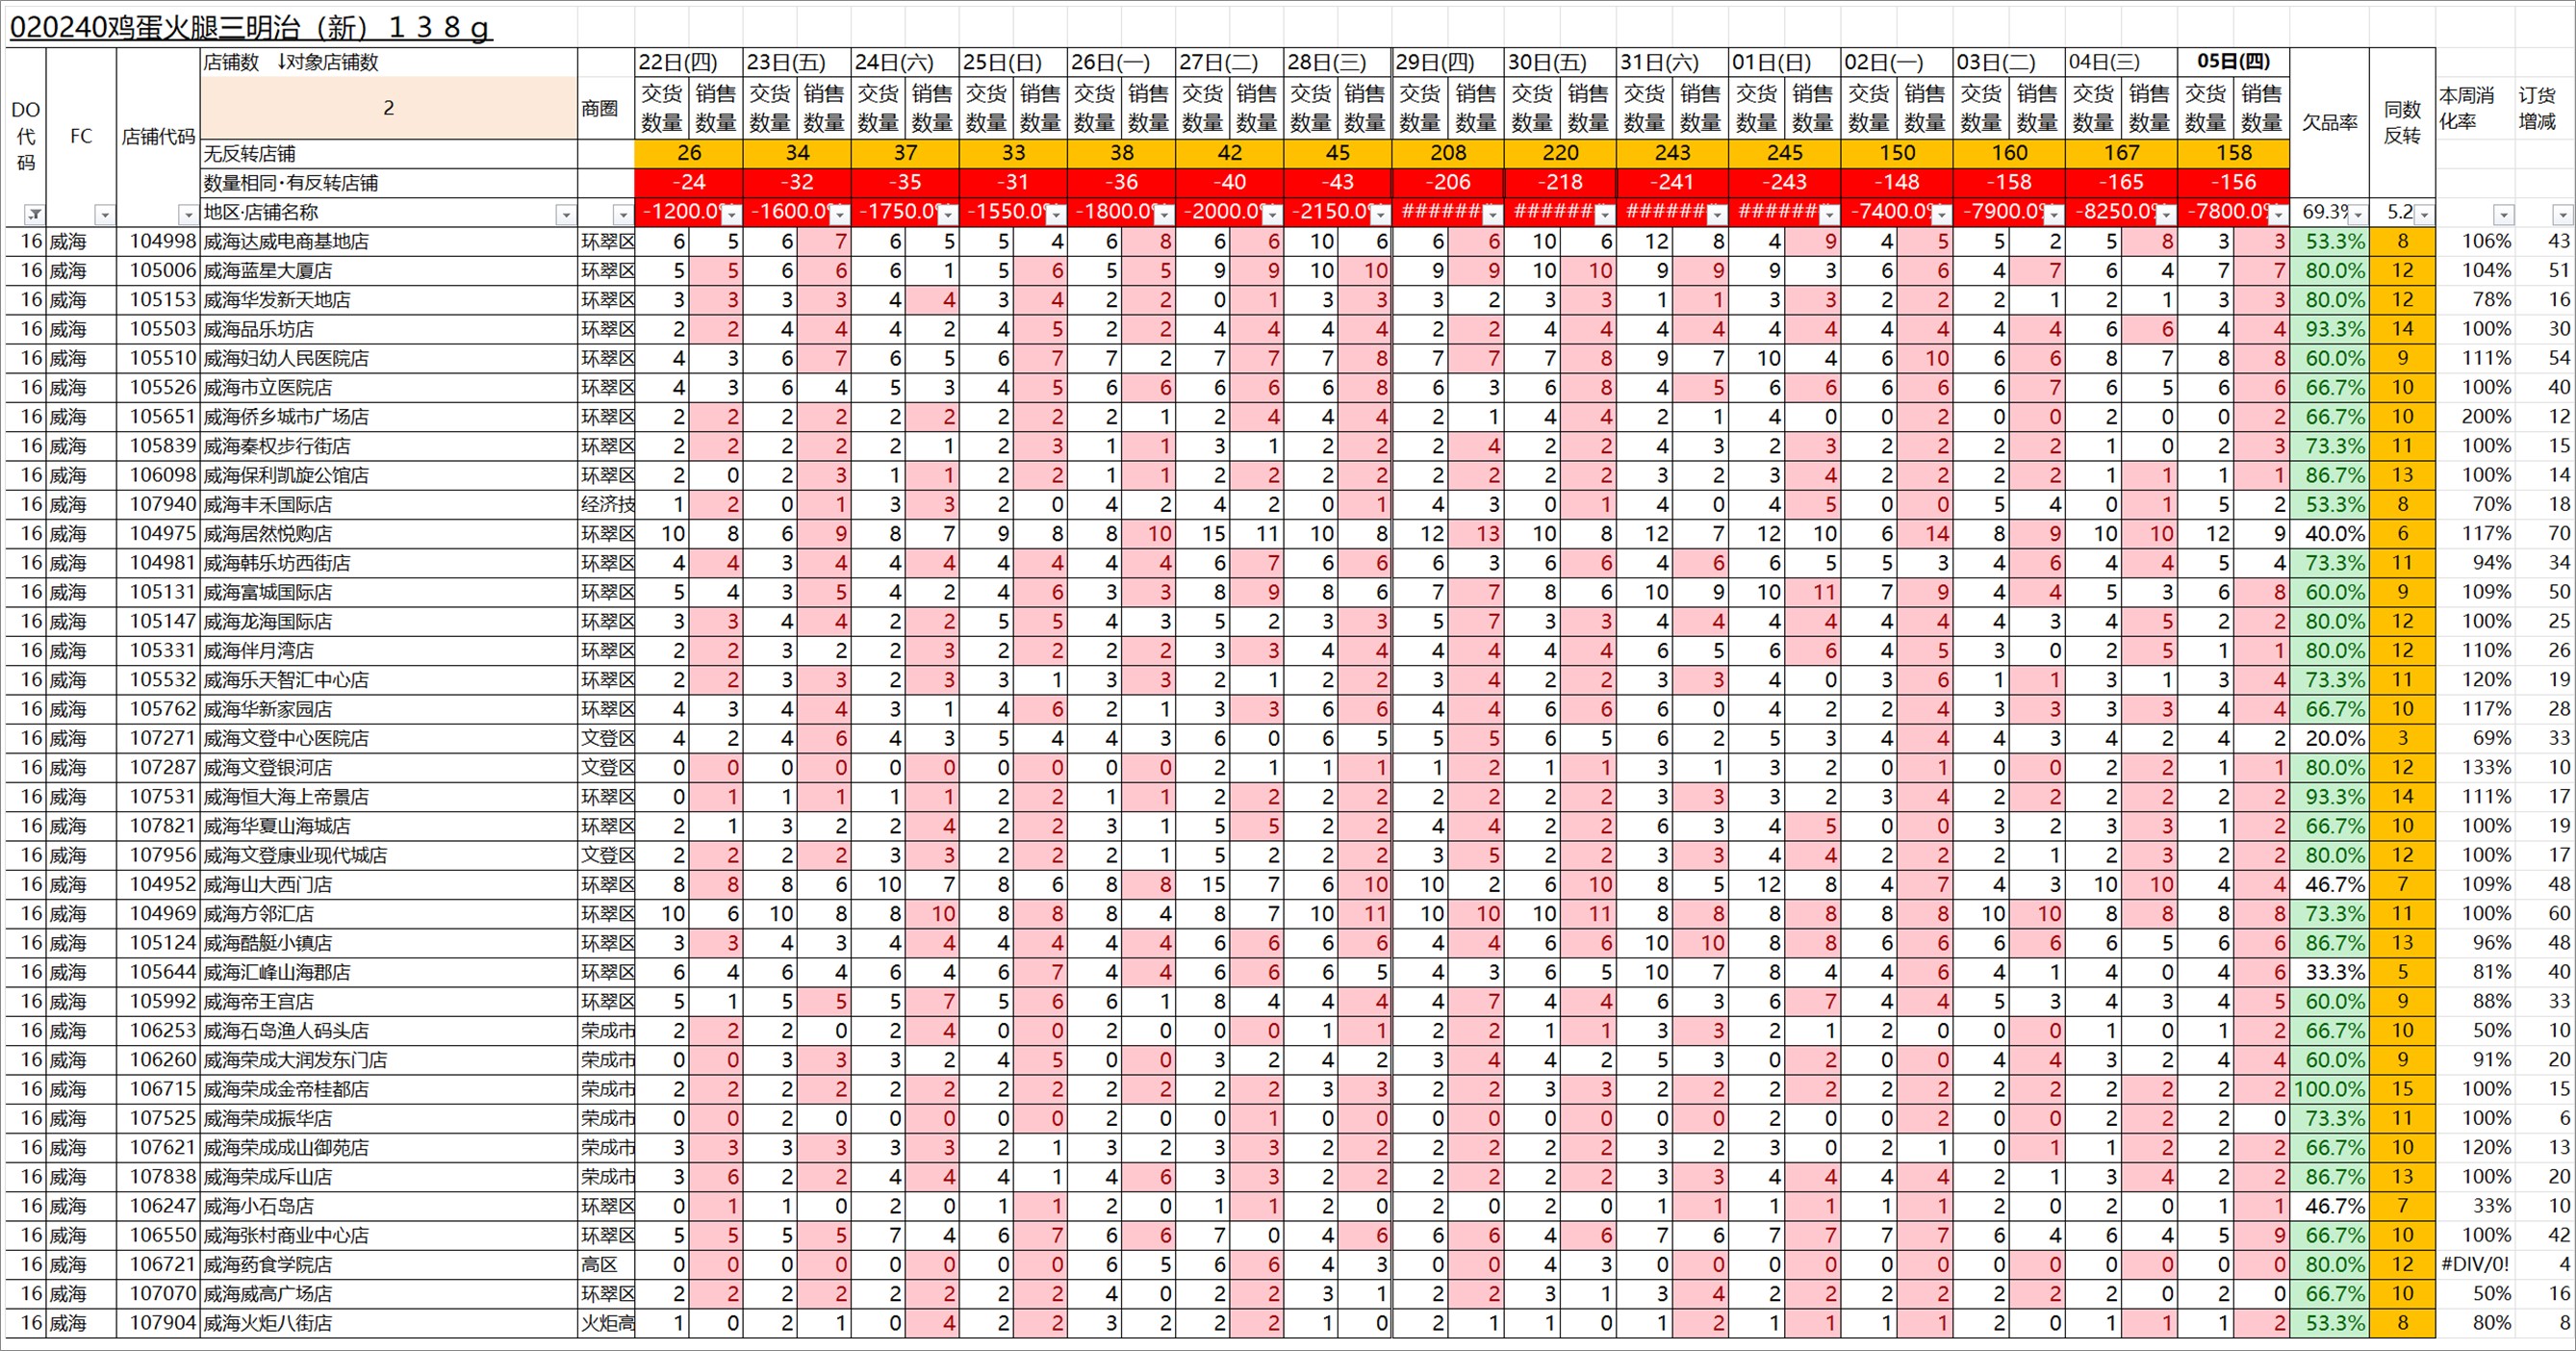 020240鸡蛋火腿三明治（新）１３８ｇ
店铺数 ↓对象店铺数 22日(四) 23日(五) 24日(六) 25日(日) 26日(一) 27日(二) 28日(三) 29日(四) 30日(五) 31日(六) 01日(日) 02日(一) 03日(二) 04日(三) 05日(四)
DO代码 FC 店铺代码 2 商圈 交货数量 销售数量 交货数量 销售数量 交货数量 销售数量 交货数量 销售数量 交货数量 销售数量 交货数量 销售数量 交货数量 销售数量 交货数量 销售数量 交货数量 销售数量 交货数量 销售数量 交货数量 销售数量 交货数量 销售数量 交货数量 销售数量 交货数量 销售数量 交货数量 销售数量 欠品率 同数反转 本周消化率 订货增减
无反转店铺 26 34 37 33 38 42 45 208 220 243 245 150 160 167 158
数量相同·有反转店铺 -24 -32 -35 -31 -36 -40 -43 -206 -218 -241 -243 -148 -158 -165 -156
地区·店铺名称 -1200.0% -1600.0% -1750.0% -1550.0% -1800.0% -2000.0% -2150.0% ###### ###### ###### ###### -7400.0% -7900.0% -8250.0% -7800.0% 69.3% 5.2
16 威海 104998 威海达威电商基地店 环翠区 6 5 6 7 6 5 5 4 6 8 6 6 10 6 6 6 10 6 12 8 4 9 4 5 5 2 5 8 3 3 53.3% 8 106% 43
16 威海 105006 威海蓝星大厦店 环翠区 5 5 6 6 6 1 5 6 5 5 9 9 10 10 9 9 10 10 9 9 9 3 6 6 4 7 6 4 7 7 80.0% 12 104% 51
16 威海 105153 威海华发新天地店 环翠区 3 3 3 3 4 4 3 4 2 2 0 1 3 3 3 2 3 3 1 1 3 3 2 2 2 1 2 1 3 3 80.0% 12 78% 16
16 威海 105503 威海品乐坊店 环翠区 2 2 4 4 4 2 4 5 2 2 4 4 4 4 2 2 4 4 4 4 4 4 4 4 4 4 6 6 4 4 93.3% 14 100% 30
16 威海 105510 威海妇幼人民医院店 环翠区 4 3 6 7 6 5 6 7 7 2 7 7 7 8 7 7 7 8 9 7 10 4 6 10 6 6 8 7 8 8 60.0% 9 111% 54
16 威海 105526 威海市立医院店 环翠区 4 3 6 4 5 3 4 5 6 6 6 6 6 8 6 3 6 8 4 5 6 6 6 6 6 7 6 5 6 6 66.7% 10 100% 40
16 威海 105651 威海侨乡城市广场店 环翠区 2 2 2 2 2 2 2 2 2 1 2 4 4 4 2 1 4 4 2 1 4 0 0 2 0 0 2 0 0 2 66.7% 10 200% 12
16 威海 105839 威海秦权步行街店 环翠区 2 2 2 2 2 1 2 3 1 1 3 1 2 2 2 4 2 2 4 3 2 3 2 2 2 2 1 0 2 3 73.3% 11 100% 15
16 威海 106098 威海保利凯旋公馆店 环翠区 2 0 2 3 1 1 2 2 1 1 2 2 2 2 2 2 2 2 3 2 3 4 2 2 2 2 1 1 1 1 86.7% 13 100% 14
16 威海 107940 威海丰禾国际店 经济技 1 2 0 1 3 3 2 0 4 2 4 2 0 1 4 3 0 1 4 0 4 5 0 0 5 4 0 1 5 2 53.3% 8 70% 18
16 威海 104975 威海居然悦购店 环翠区 10 8 6 9 8 7 9 8 8 10 15 11 10 8 12 13 10 8 12 7 12 10 6 14 8 9 10 10 12 9 40.0% 6 117% 70
16 威海 104981 威海韩乐坊西街店 环翠区 4 4 3 4 4 4 4 4 4 4 6 7 6 6 6 3 6 6 4 6 6 5 5 3 4 6 4 4 5 4 73.3% 11 94% 34
16 威海 105131 威海富城国际店 环翠区 5 4 3 5 4 2 4 6 3 3 8 9 8 6 7 7 8 6 10 9 10 11 7 9 4 4 5 3 6 8 60.0% 9 109% 50
16 威海 105147 威海龙海国际店 环翠区 3 3 4 4 2 2 5 5 4 3 5 2 3 3 5 7 3 3 4 4 4 4 4 4 4 3 4 5 2 2 80.0% 12 100% 25
16 威海 105331 威海伴月湾店 环翠区 2 2 3 2 2 3 2 2 2 2 3 3 4 4 4 4 4 4 6 5 6 6 4 5 3 0 2 5 1 1 80.0% 12 110% 26
16 威海 105532 威海乐天智汇中心店 环翠区 2 2 3 3 2 3 3 1 3 3 2 1 2 2 3 4 2 2 3 3 4 0 3 6 1 1 3 1 3 4 73.3% 11 120% 19
16 威海 105762 威海华新家园店 环翠区 4 3 4 4 3 1 4 6 2 1 3 3 6 6 4 4 6 6 6 0 4 2 2 4 3 3 3 3 4 4 66.7% 10 117% 28
16 威海 107271 威海文登中心医院店 文登区 4 2 4 6 4 3 5 4 4 3 6 0 6 5 5 5 6 5 6 2 5 3 4 4 4 3 4 2 4 2 20.0% 3 69% 33
16 威海 107287 威海文登银河店 文登区 0 0 0 0 0 0 0 0 0 0 2 1 1 1 1 2 1 1 3 1 3 2 0 1 0 0 2 2 1 1 80.0% 12 133% 10
16 威海 107531 威海恒大海上帝景店 环翠区 0 1 1 1 1 1 2 2 1 1 2 2 2 2 2 2 2 2 3 3 3 2 3 4 2 2 2 2 2 2 93.3% 14 111% 17
16 威海 107821 威海华夏山海城店 环翠区 2 1 3 2 2 4 2 2 3 1 5 5 2 2 4 4 2 2 6 3 4 5 0 0 3 2 3 3 1 2 66.7% 10 100% 19
16 威海 107956 威海文登康业现代城店 文登区 2 2 2 2 3 3 2 2 2 1 5 2 2 2 3 5 2 2 3 3 4 4 2 2 2 1 2 3 2 2 80.0% 12 100% 17
16 威海 104952 威海山大西门店 环翠区 8 8 8 6 10 7 8 6 8 8 15 7 6 10 10 2 6 10 8 5 12 8 4 7 4 3 10 10 4 4 46.7% 7 109% 48
16 威海 104969 威海方邻汇店 环翠区 10 6 10 8 8 10 8 8 8 4 8 7 10 11 10 10 10 11 8 8 8 8 8 8 10 10 8 8 8 8 73.3% 11 100% 60
16 威海 105124 威海酷艇小镇店 环翠区 3 3 4 3 4 4 4 4 4 4 6 6 6 6 4 4 6 6 10 10 8 8 6 6 6 6 6 5 6 6 86.7% 13 96% 48
16 威海 105644 威海汇峰山海郡店 环翠区 6 4 6 4 6 4 6 7 4 4 6 6 6 5 4 3 6 5 10 7 8 4 4 6 4 1 4 0 4 6 33.3% 5 81% 40
16 威海 105992 威海帝王宫店 环翠区 5 1 5 5 5 7 5 6 6 1 8 4 4 4 4 7 4 4 6 3 6 7 4 4 5 3 4 3 4 5 60.0% 9 88% 33
16 威海 106253 威海石岛渔人码头店 荣成市 2 2 2 0 2 4 0 0 2 0 0 0 1 1 2 2 1 1 3 3 2 1 2 0 0 0 1 0 1 2 66.7% 10 50% 10
16 威海 106260 威海荣成大润发东门店 荣成市 0 0 3 3 3 2 4 5 0 0 3 2 4 2 3 4 4 2 5 3 0 2 0 0 4 4 3 2 4 4 60.0% 9 91% 20
16 威海 106715 威海荣成金帝桂都店 荣成市 2 2 2 2 2 2 2 2 2 2 2 2 3 3 2 2 3 3 2 2 2 2 2 2 2 2 2 2 2 2 100.0% 15 100% 15
16 威海 107525 威海荣成振华店 荣成市 0 0 2 0 0 0 0 0 2 0 0 1 0 0 0 0 0 0 0 0 2 0 0 2 0 0 2 2 2 0 73.3% 11 100% 6
16 威海 107621 威海荣成成山御苑店 荣成市 3 3 3 3 3 3 2 1 3 2 3 3 2 2 2 2 2 2 3 2 3 0 2 1 0 1 1 2 2 2 66.7% 10 120% 13
16 威海 107838 威海荣成斥山店 荣成市 3 6 2 2 4 4 4 1 4 6 3 3 2 2 2 2 2 2 3 3 4 4 4 4 2 1 3 4 2 2 86.7% 13 100% 20
16 威海 106247 威海小石岛店 环翠区 0 1 1 0 2 0 1 1 2 0 1 1 2 0 2 0 2 0 1 1 1 1 1 1 2 0 2 0 1 1 46.7% 7 33% 10
16 威海 106550 威海张村商业中心店 环翠区 5 5 5 5 7 4 6 7 6 6 7 0 4 6 6 6 4 6 7 6 7 7 7 7 6 4 6 4 5 9 66.7% 10 100% 42
16 威海 106721 威海药食学院店 高区 0 0 0 0 0 0 0 0 6 5 6 6 4 3 0 0 4 3 0 0 0 0 0 0 0 0 0 0 0 0 80.0% 12 #DIV/0! 4
16 威海 107070 威海威高广场店 环翠区 2 2 2 2 2 2 2 2 4 0 2 2 3 1 2 2 3 1 3 4 2 2 2 2 2 2 2 0 2 0 66.7% 10 50% 16
16 威海 107904 威海火炬八街店 火炬高 1 0 2 1 0 4 2 2 3 2 2 2 1 0 2 1 1 0 1 2 1 1 1 1 2 0 1 1 1 2 53.3% 8 80% 8